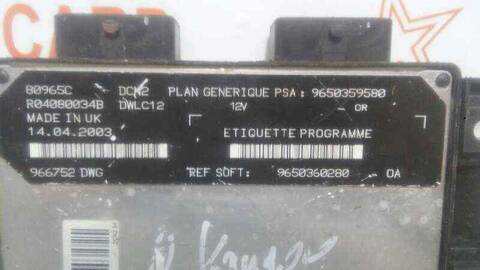 CARP
80965C DCN2 PLAN GENERIQUE PSA: 9650359580
R04080034B DWLC12 12V OR
MADE IN UK
14.04.2003 ETIQUETTE PROGRAMME
966752 DWG REF SOFT: 9650360280 0A